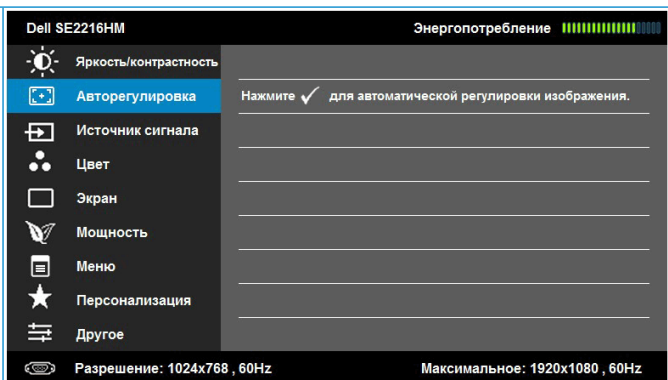 Dell SE2216HM Энергопотребление
Яркость/контрастность
Авторегулировка Нажмите ✓ для автоматической регулировки изображения.
Источник сигнала
Цвет
Экран
Мощность
Меню
Персонализация
Другое
Разрешение: 1024x768 , 60Hz Максимальное: 1920x1080 , 60Hz